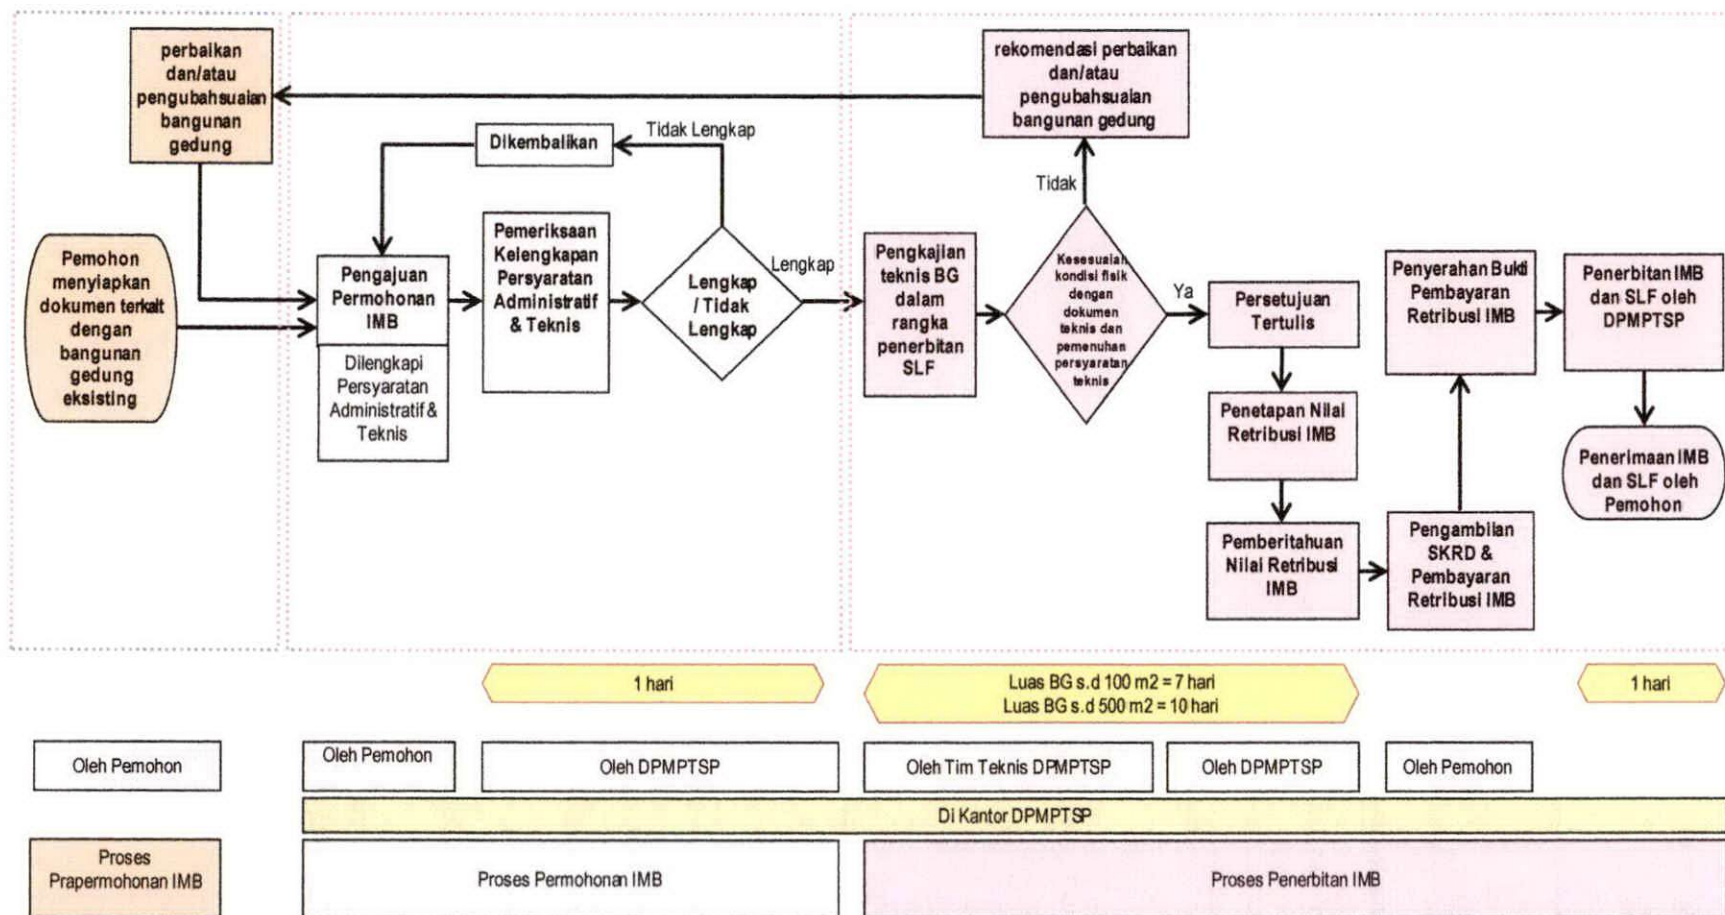 perbaikan
dan/atau
pengubahsuaian
bangunan
gedung
Pemohon
menyiapkan
dokumen terkait
dengan
bangunan
gedung
eksisting
Dikembalikan
Tidak Lengkap
Pengajuan
Permohonan
IMB
Dilengkapi
Persyaratan
Administratif &
Teknis
Pemeriksaan
Kelengkapan
Persyaratan
Administratif
& Teknis
Lengkap
/ Tidak
Lengkap
Lengkap
rekomendasi perbaikan
dan/atau
pengubahsuaian
bangunan gedung
Tidak
Pengkajian
teknis BG
dalam
rangka
penerbitan
SLF
Kesesuaian
kondisi fisik
dengan
dokumen
teknis dan
pemenuhan
persyaratan
teknis
Ya
Persetujuan
Tertulis
Penetapan Nilai
Retribusi IMB
Pemberitahuan
Nilai Retribusi
IMB
Penyerahan Bukti
Pembayaran
Retribusi IMB
Pengambilan
SKRD &
Pembayaran
Retribusi IMB
Penerbitan IMB
dan SLF oleh
DPMPTSP
Penerimaan IMB
dan SLF oleh
Pemohon
1 hari
Luas BG s.d 100 m2 = 7 hari
Luas BG s.d 500 m2 = 10 hari
1 hari
Oleh Pemohon
Oleh Pemohon
Oleh DPMPTSP
Oleh Tim Teknis DPMPTSP
Oleh DPMPTSP
Oleh Pemohon
Di Kantor DPMPTSP
Proses
Prapermohonan IMB
Proses Permohonan IMB
Proses Penerbitan IMB